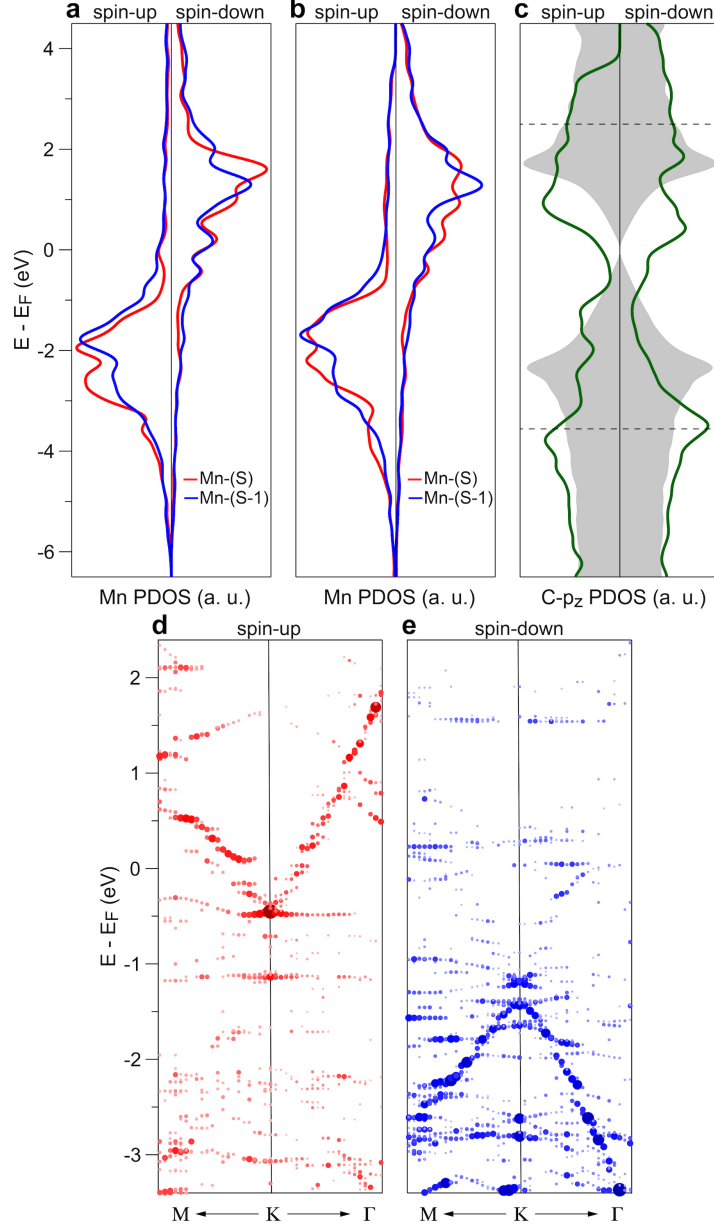 a spin-up spin-down b spin-up spin-down c spin-up spin-down
4
2
0
-2
-4
-6
E - EF (eV)
Mn-(S)
Mn-(S-1)
Mn-(S)
Mn-(S-1)
Mn PDOS (a. u.) Mn PDOS (a. u.) C-pz PDOS (a. u.)
d spin-up e spin-down
2
1
0
-1
-2
-3
E - EF (eV)
M K Γ M K Γ